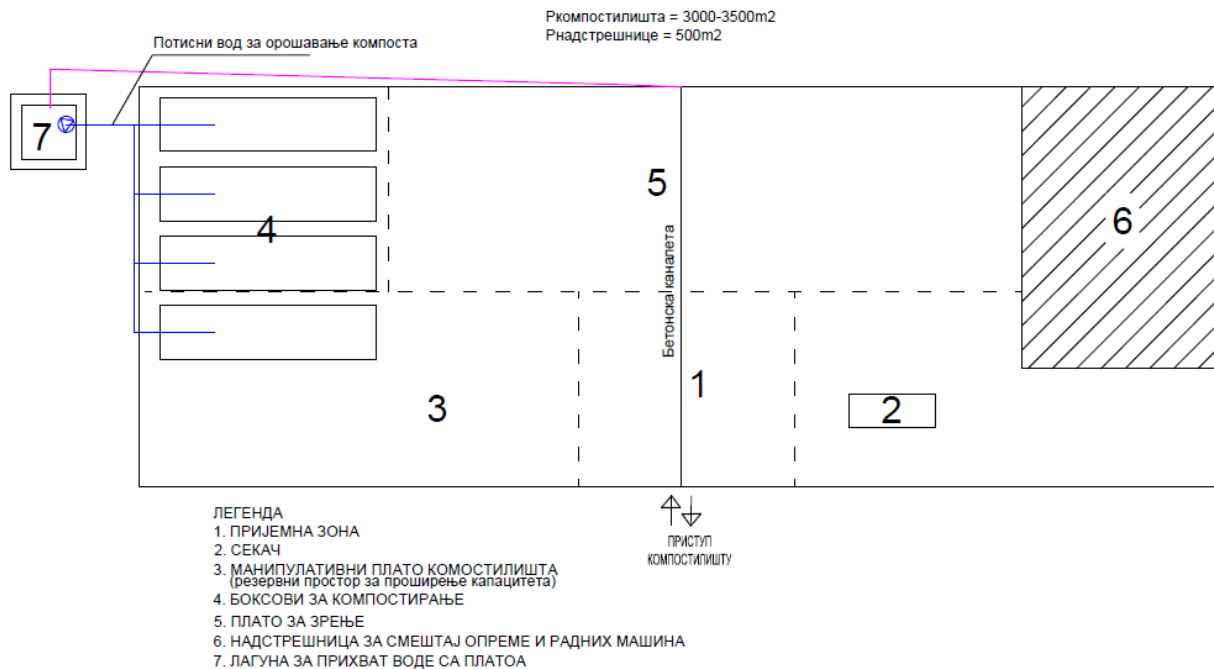 Pкомпостилишта = 3000-3500m2
Pнадстрешнице = 500m2
Потисни вод за орошавање компоста
7
4
5
6
Бетонска каналета
3
1
2
ПРИСТУП
КОМПОСТИЛИШТУ
ЛЕГЕНДА
1. ПРИЈЕМНА ЗОНА
2. СЕКАЧ
3. МАНИПУЛАТИВНИ ПЛАТО КОМОСТИЛИШТА
(резервни простор за проширење капацитета)
4. БОКСОВИ ЗА КОМПОСТИРАЊЕ
5. ПЛАТО ЗА ЗРЕЊЕ
6. НАДСТРЕШНИЦА ЗА СМЕШТАЈ ОПРЕМЕ И РАДНИХ МАШИНА
7. ЛАГУНА ЗА ПРИХВАТ ВОДЕ СА ПЛАТОА